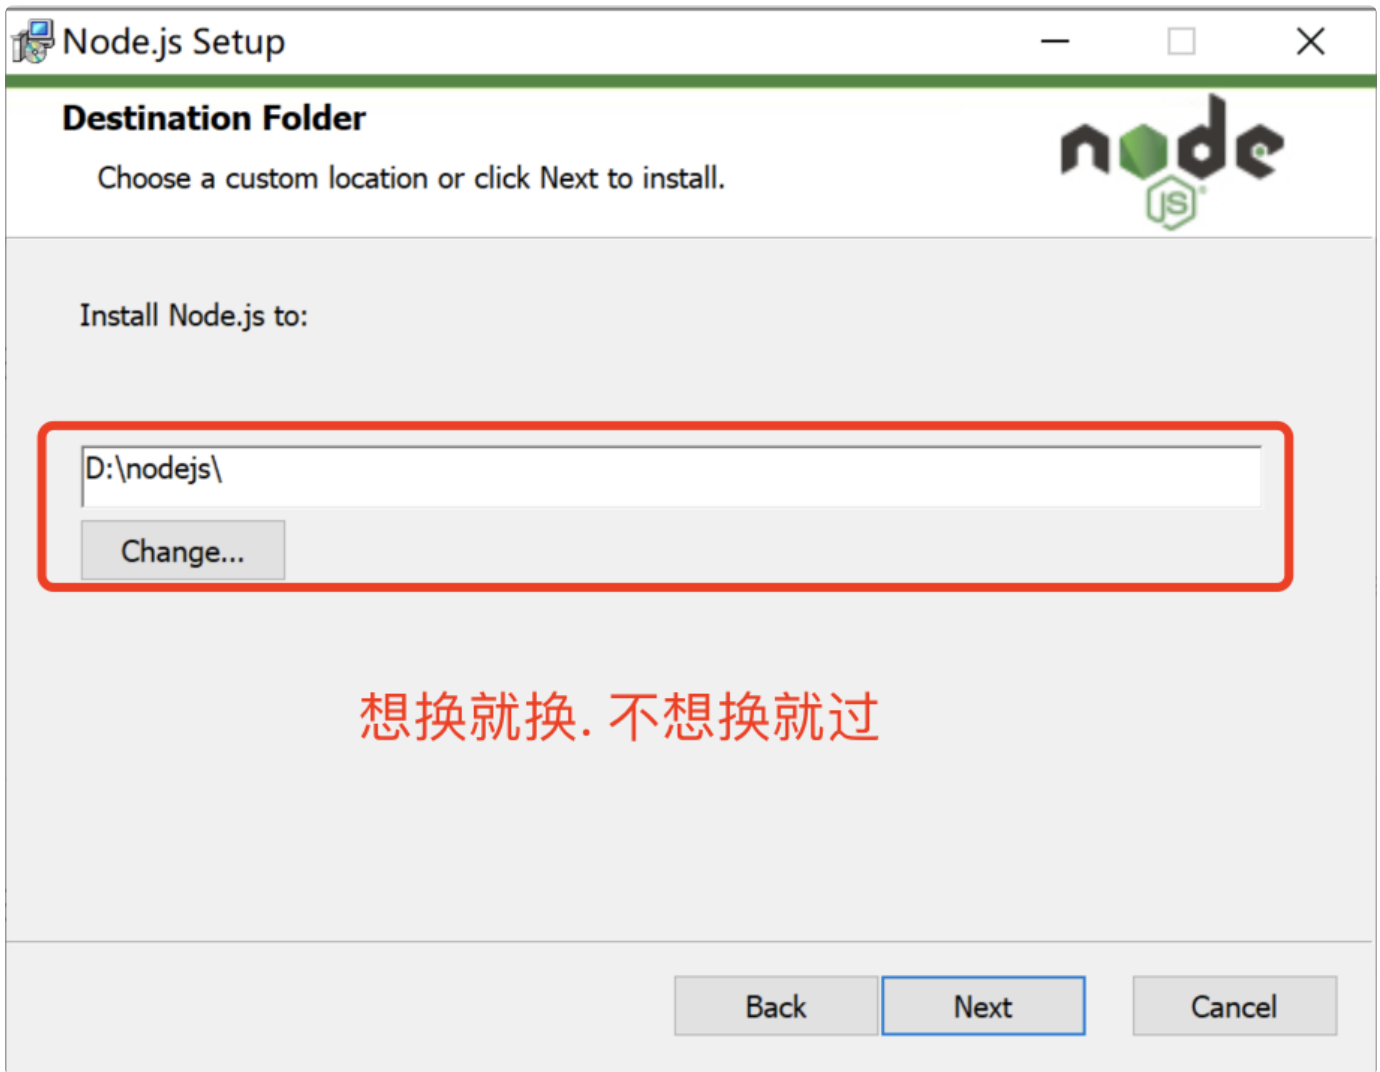 Node.js Setup
Destination Folder
Choose a custom location or click Next to install.
node
JS
Install Node.js to:
D:\nodejs\
Change...
想换就换. 不想换就过
Back
Next
Cancel